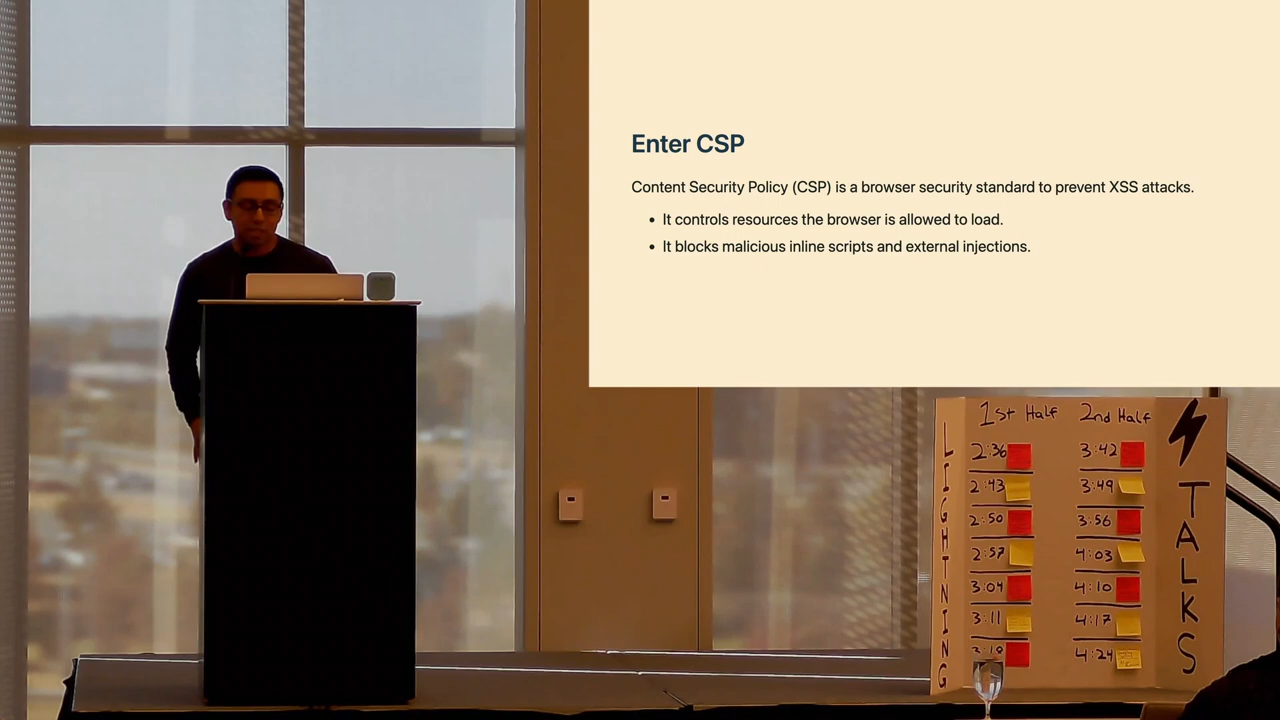 Enter CSP
Content Security Policy (CSP) is a browser security standard to prevent XSS attacks.
• It controls resources the browser is allowed to load.
• It blocks malicious inline scripts and external injections.
LIGHTNING
1st Half
2:36
2:43
2:50
2:57
3:04
3:11
2nd Half
3:42
3:49
3:56
4:03
4:10
4:17
4:24
TALKS